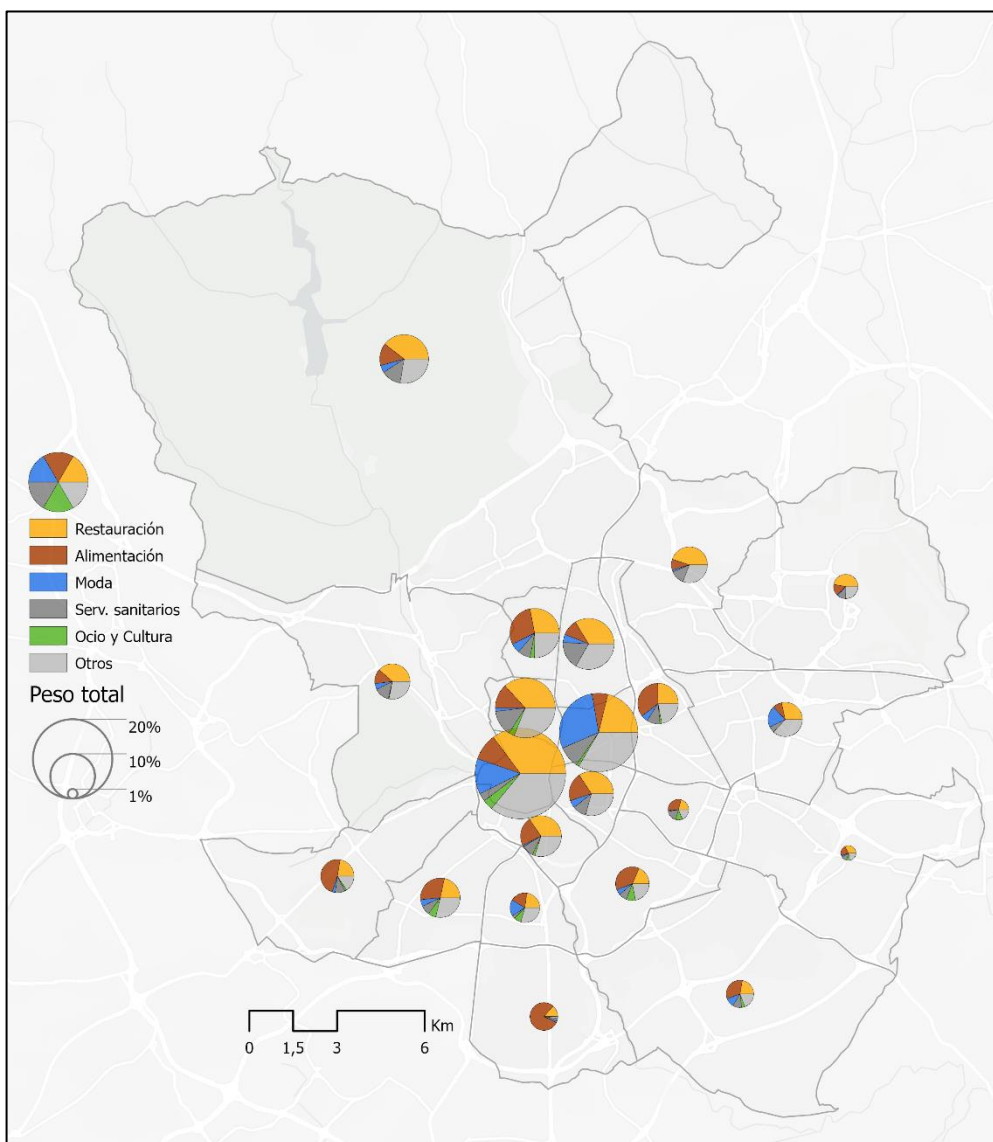 Restauración
Alimentación
Moda
Serv. sanitarios
Ocio y Cultura
Otros
Peso total
20%
10%
1%
Km
0 1,5 3 6